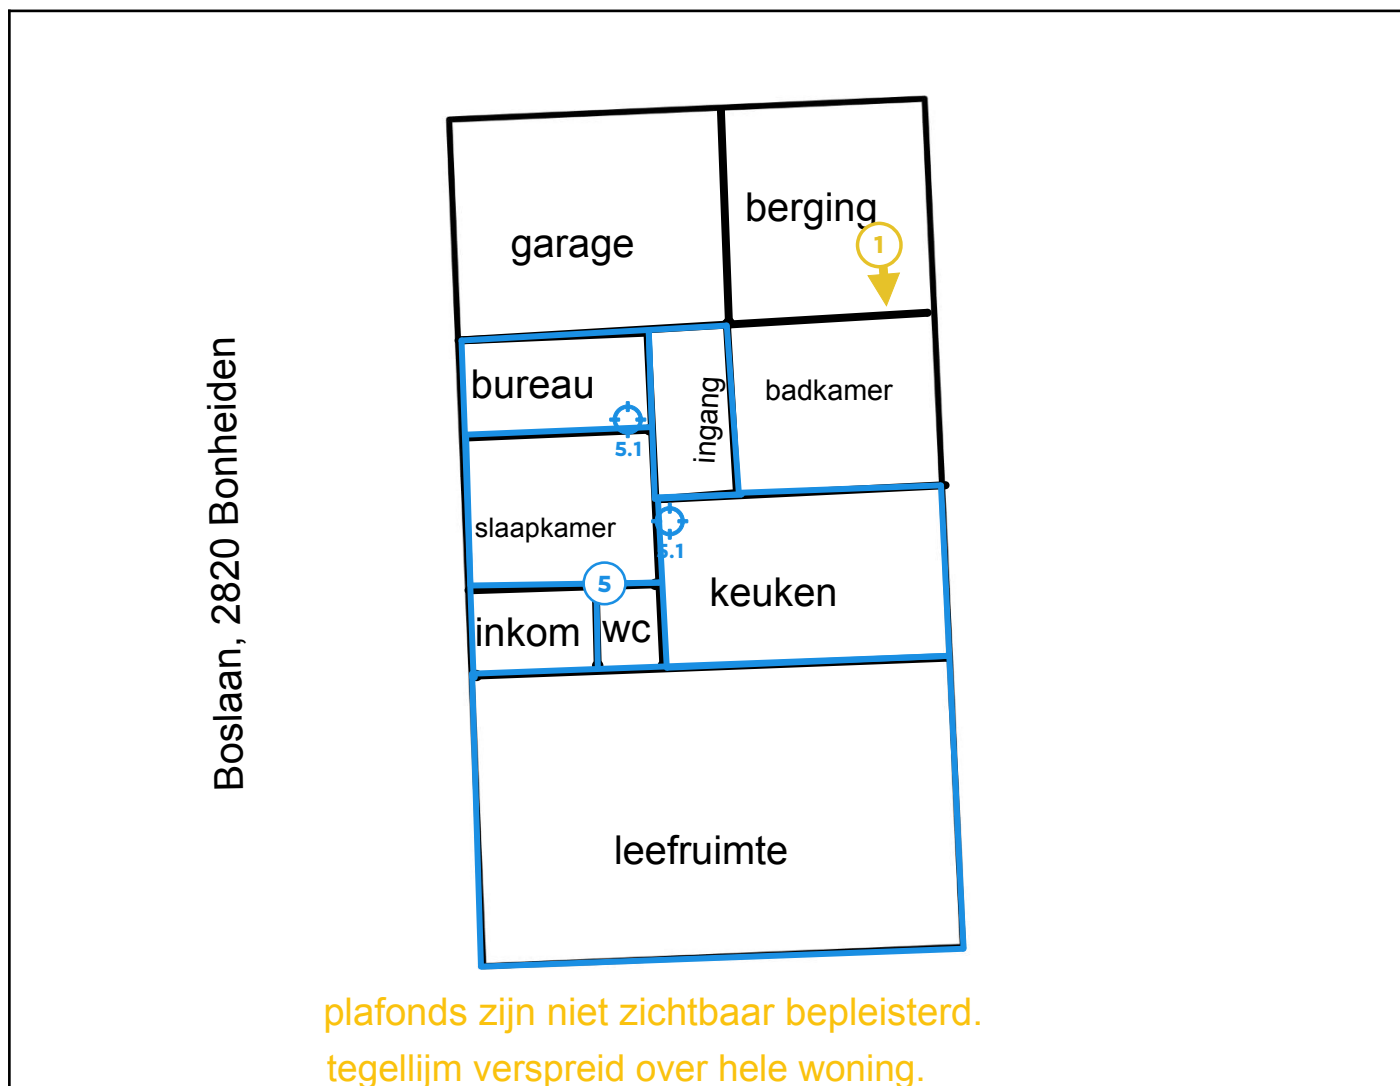 berging
garage
1
Boslaan, 2820 Bonheiden
bureau
ingang
badkamer
5.1
slaapkamer
5.1
5
keuken
inkom
wc
leefruimte
plafonds zijn niet zichtbaar bepleisterd.
tegellijm verspreid over hele woning.